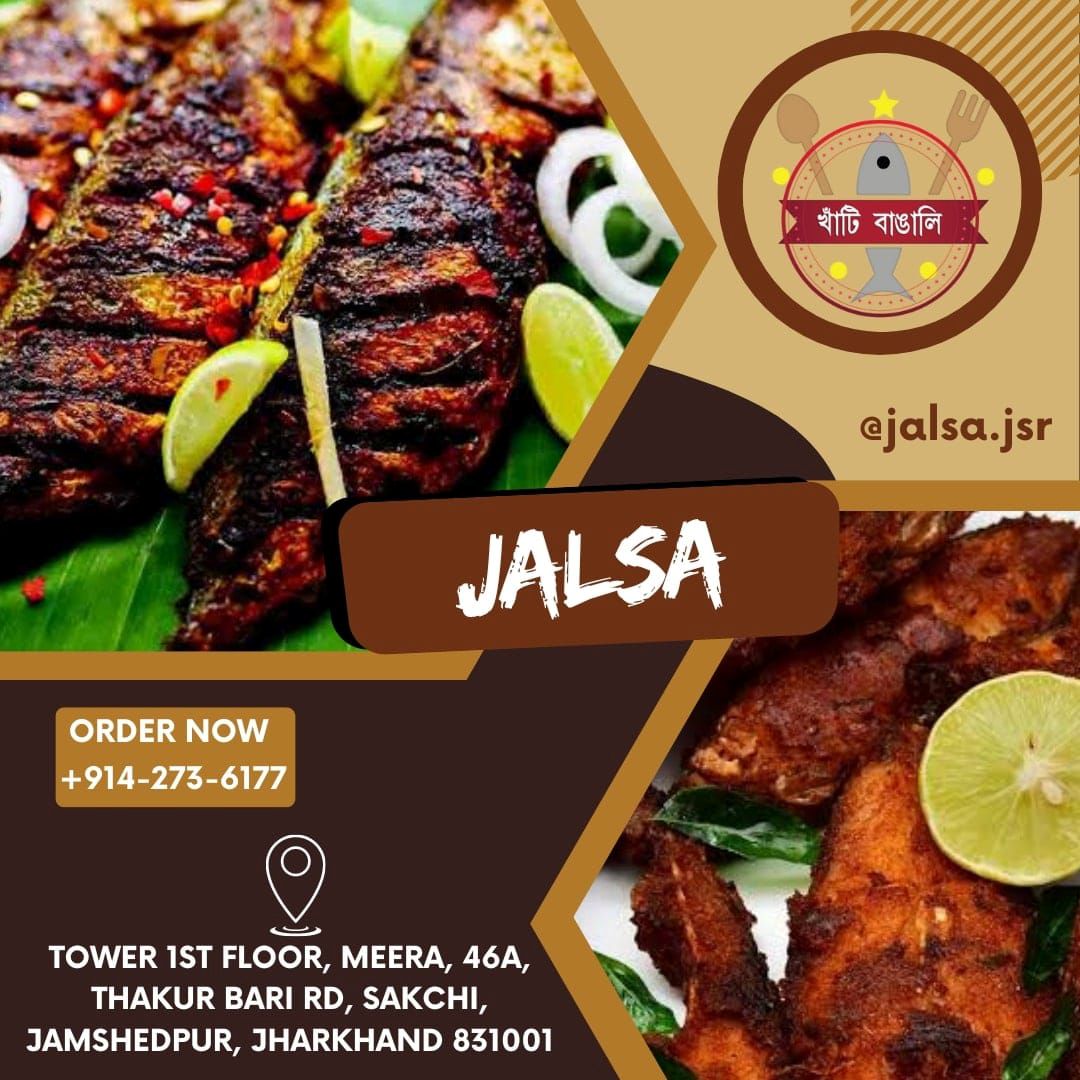 খাঁটি বাঙালি
@jalsa.jsr
JALSA
ORDER NOW
+914-273-6177
TOWER 1ST FLOOR, MEERA, 46A,
THAKUR BARI RD, SAKCHI,
JAMSHEDPUR, JHARKHAND 831001